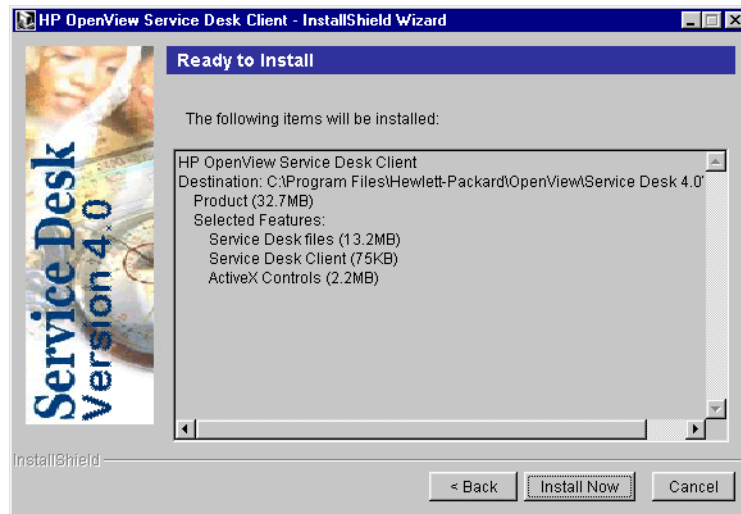 HP OpenView Service Desk Client - InstallShield Wizard
Service Desk
Version 4.0
Ready to Install
The following items will be installed:
HP OpenView Service Desk Client
Destination: C:\Program Files\Hewlett-Packard\OpenView\Service Desk 4.0
Product (32.7MB)
Selected Features:
Service Desk files (13.2MB)
Service Desk Client (75KB)
ActiveX Controls (2.2MB)
InstallShield
< Back
Install Now
Cancel